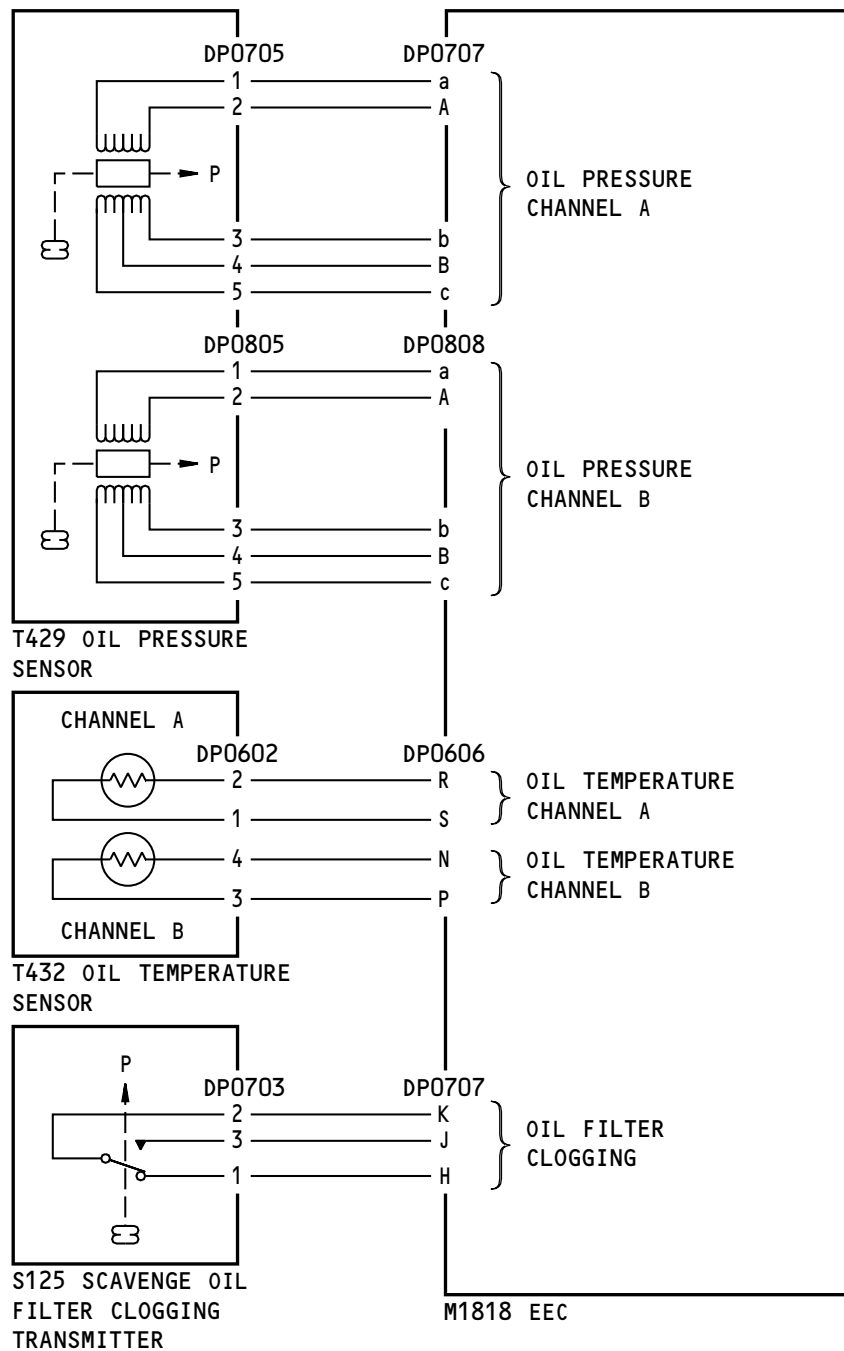 DP0705 DP0707
1 a
2 A
P
OIL PRESSURE
CHANNEL A
3 b
4 B
5 c
DP0805 DP0808
1 a
2 A
P
OIL PRESSURE
CHANNEL B
3 b
4 B
5 c
T429 OIL PRESSURE
SENSOR
CHANNEL A
DP0602 DP0606
2 R
1 S
OIL TEMPERATURE
CHANNEL A
4 N
3 P
OIL TEMPERATURE
CHANNEL B
CHANNEL B
T432 OIL TEMPERATURE
SENSOR
P
DP0703 DP0707
2 K
3 J
1 H
OIL FILTER
CLOGGING
S125 SCAVENGE OIL
FILTER CLOGGING
TRANSMITTER
M1818 EEC